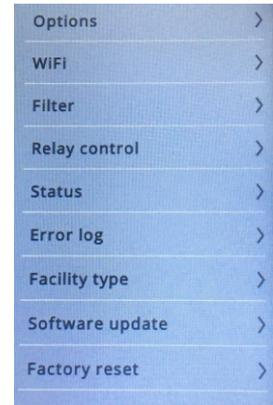 Options
WiFi
Filter
Relay control
Status
Error log
Facility type
Software update
Factory reset